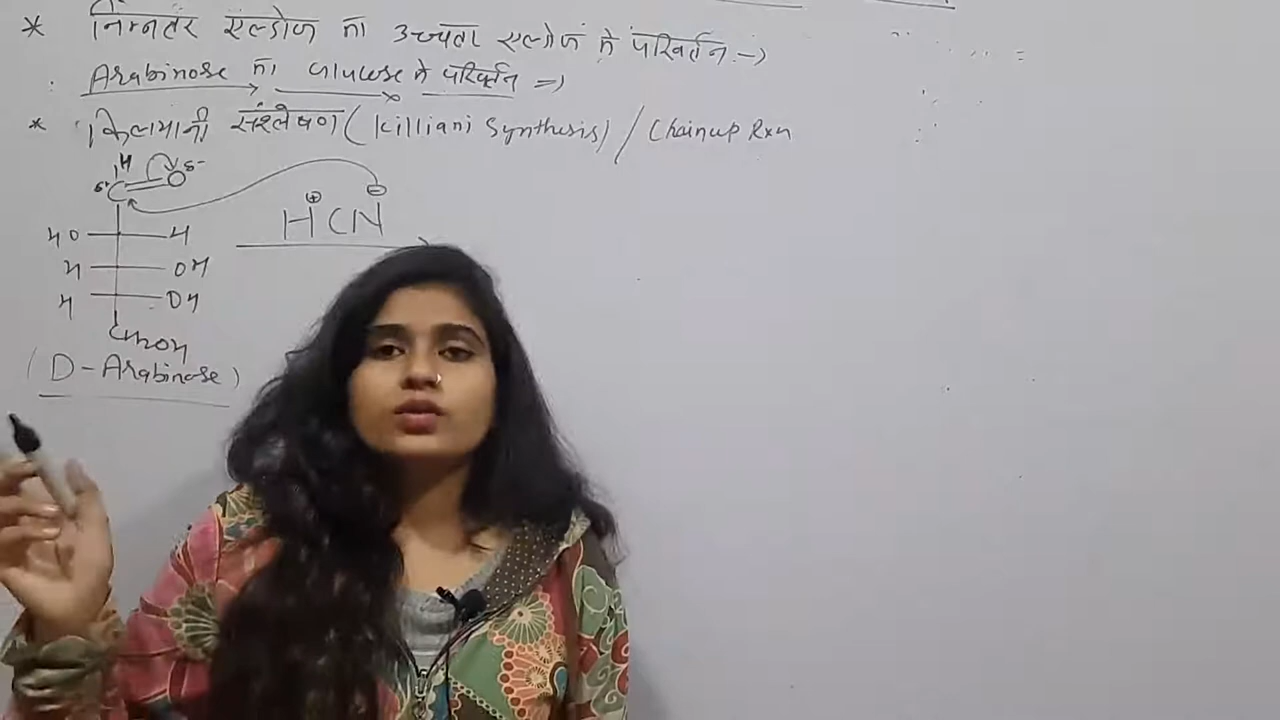 * निम्नतर एल्डोज का उच्चतर एल्डोज में परिवर्तन →
Arabinose का Glucose में परिवर्तन ⇒
* किलयानी संश्लेषण (Killiani Synthesis) / Chainup Rxn
H
δ+ C = O δ-
H⊕ CN⊖
HO H
H OH
H OH
CH2OH
(D-Arabinose)